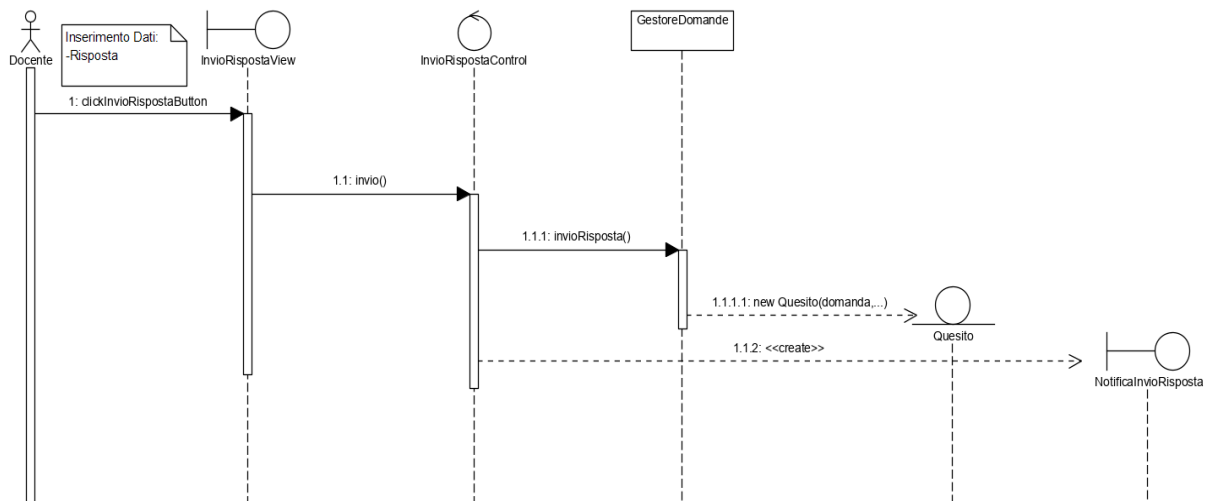 GestoreDomande
Inserimento Dati:
-Risposta
Docente
InvioRispostaView
InvioRispostaControl
1: clickInvioRispostaButton
1.1: invio()
1.1.1: invioRisposta()
1.1.1.1: new Quesito(domanda,...)
Quesito
1.1.2: <<create>>
NotificaInvioRisposta